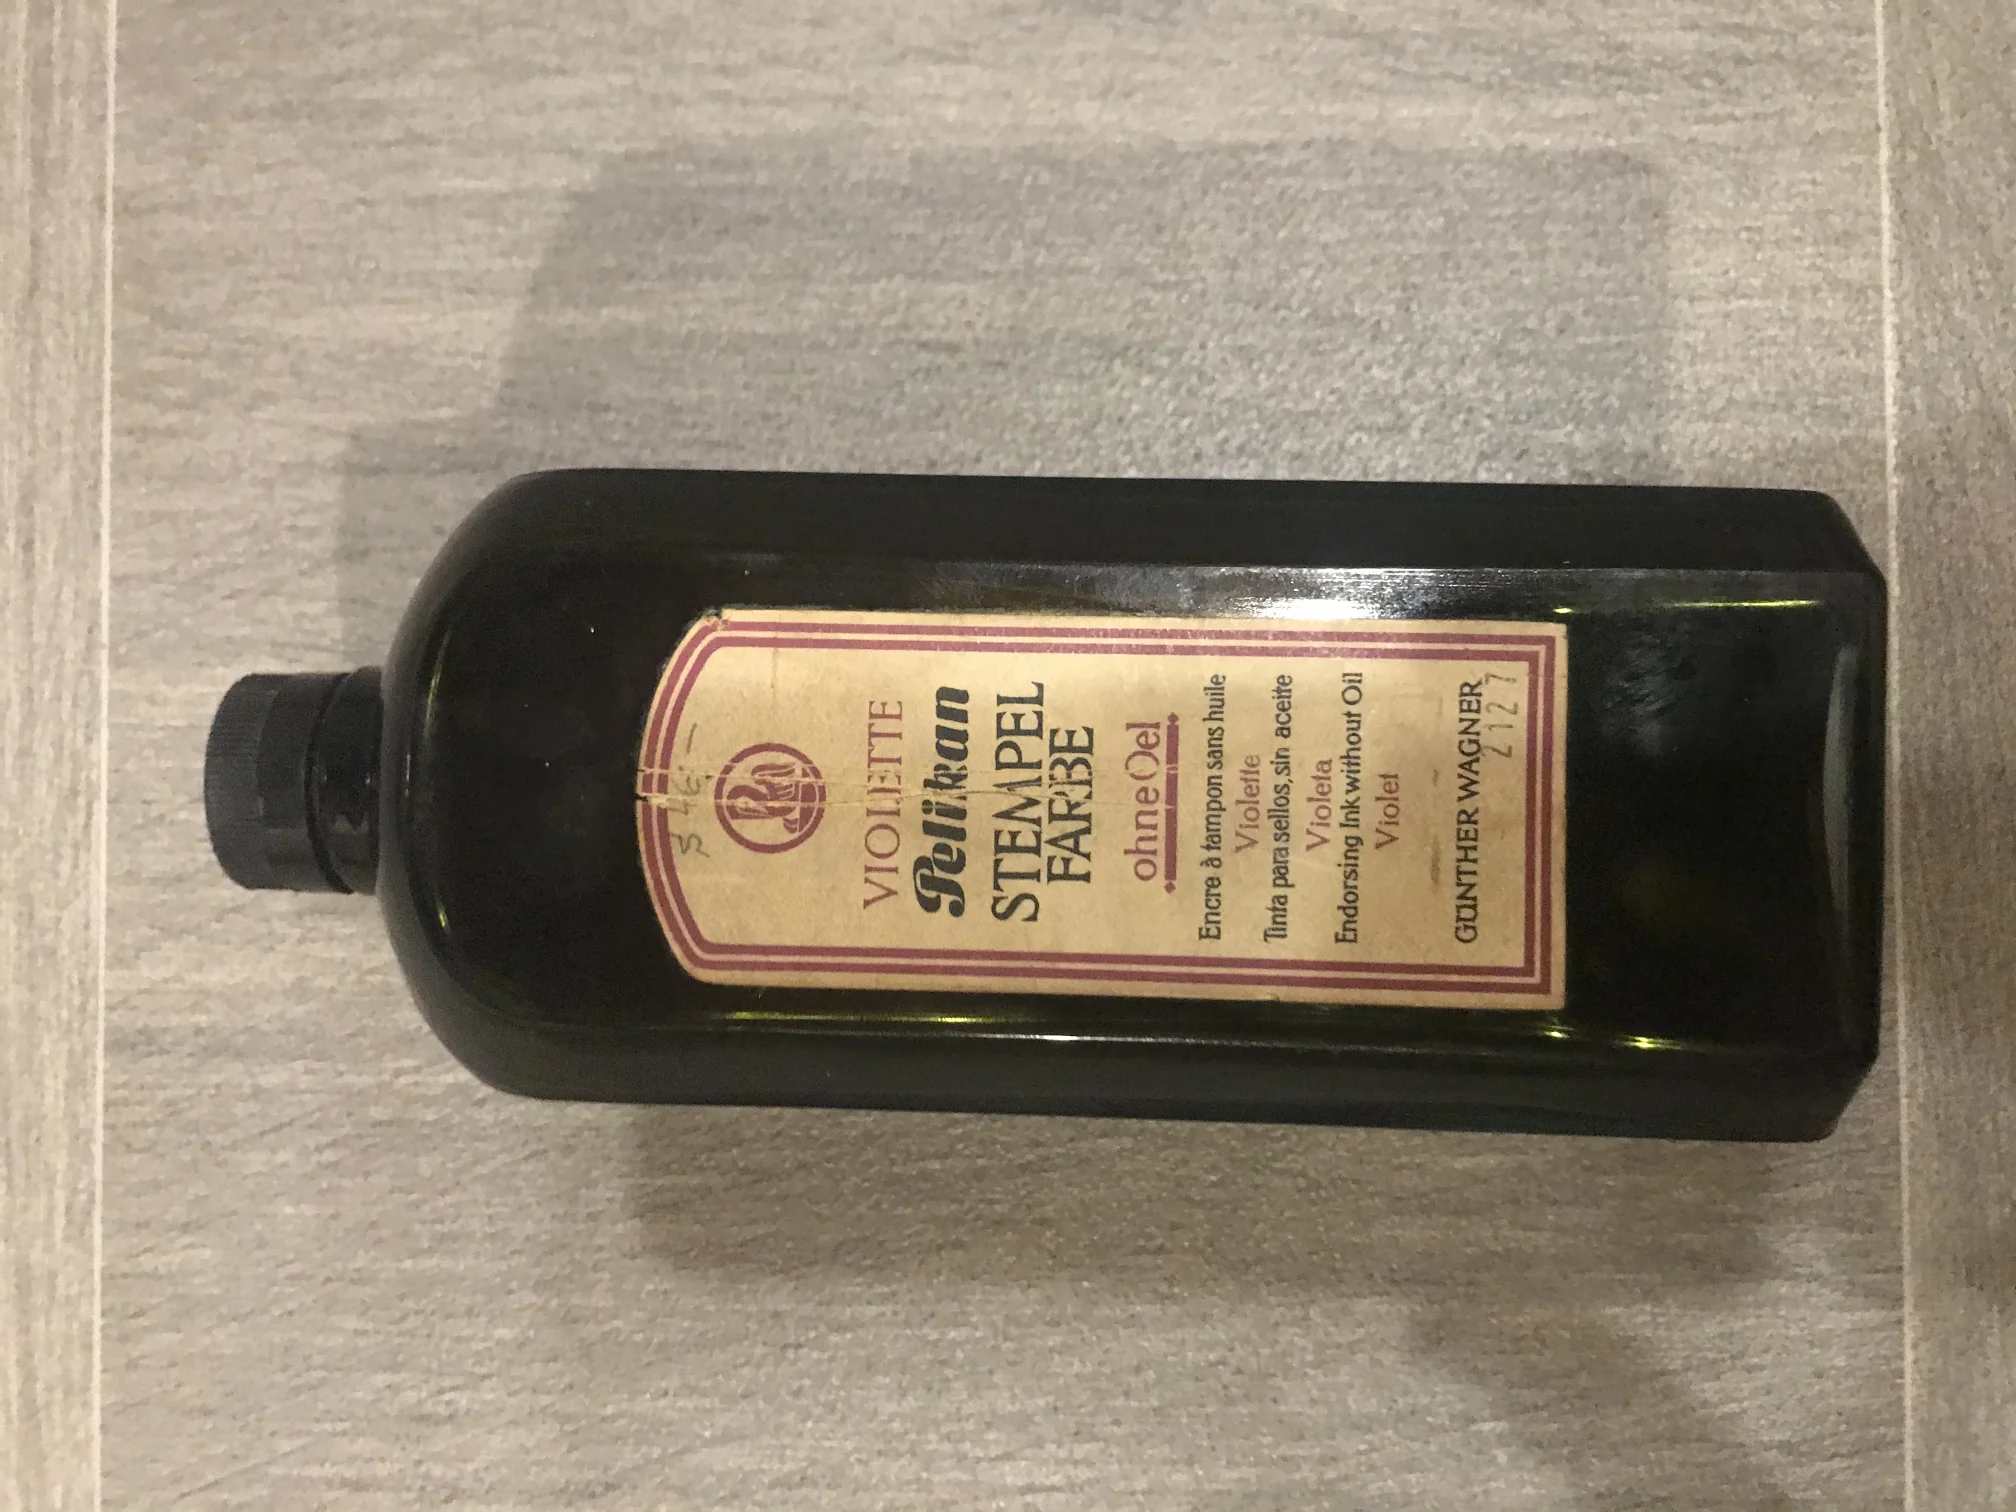 VIOLETTE
Pelikan
STEMPEL
FARBE
ohne Oel
Encre à tampon sans huile
Violette
Tinta para sellos, sin aceite
Violeta
Endorsing Ink without Oil
Violet
GÜNTHER WAGNER
2127